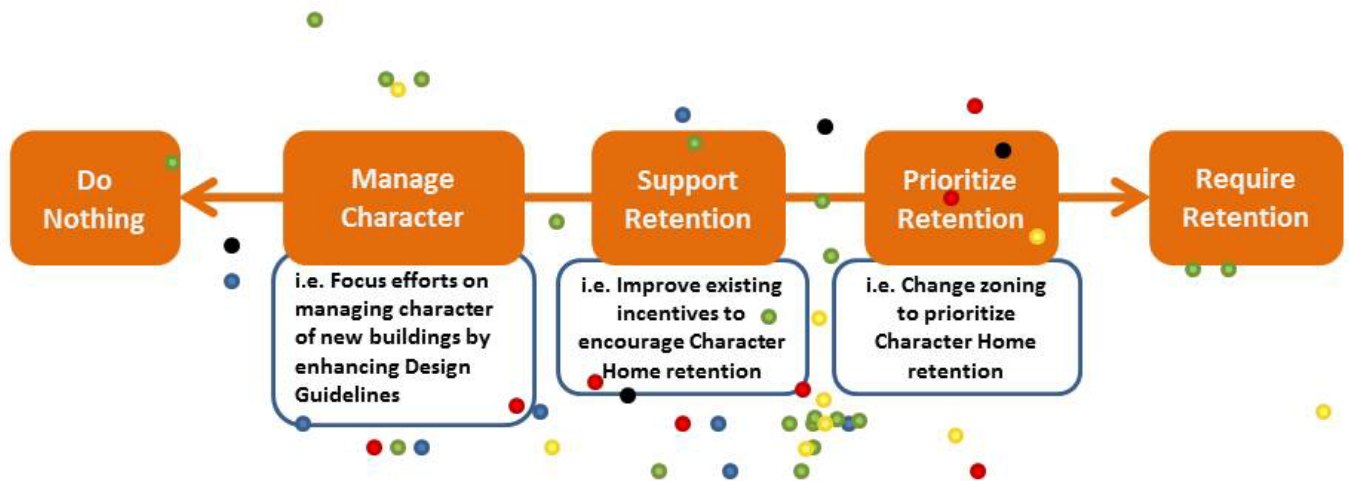 Do
Nothing
Manage
Character
Support
Retention
Prioritize
Retention
Require
Retention
i.e. Focus efforts on
managing character
of new buildings by
enhancing Design
Guidelines
i.e. Improve existing
incentives to
encourage Character
Home retention
i.e. Change zoning
to prioritize
Character Home
retention